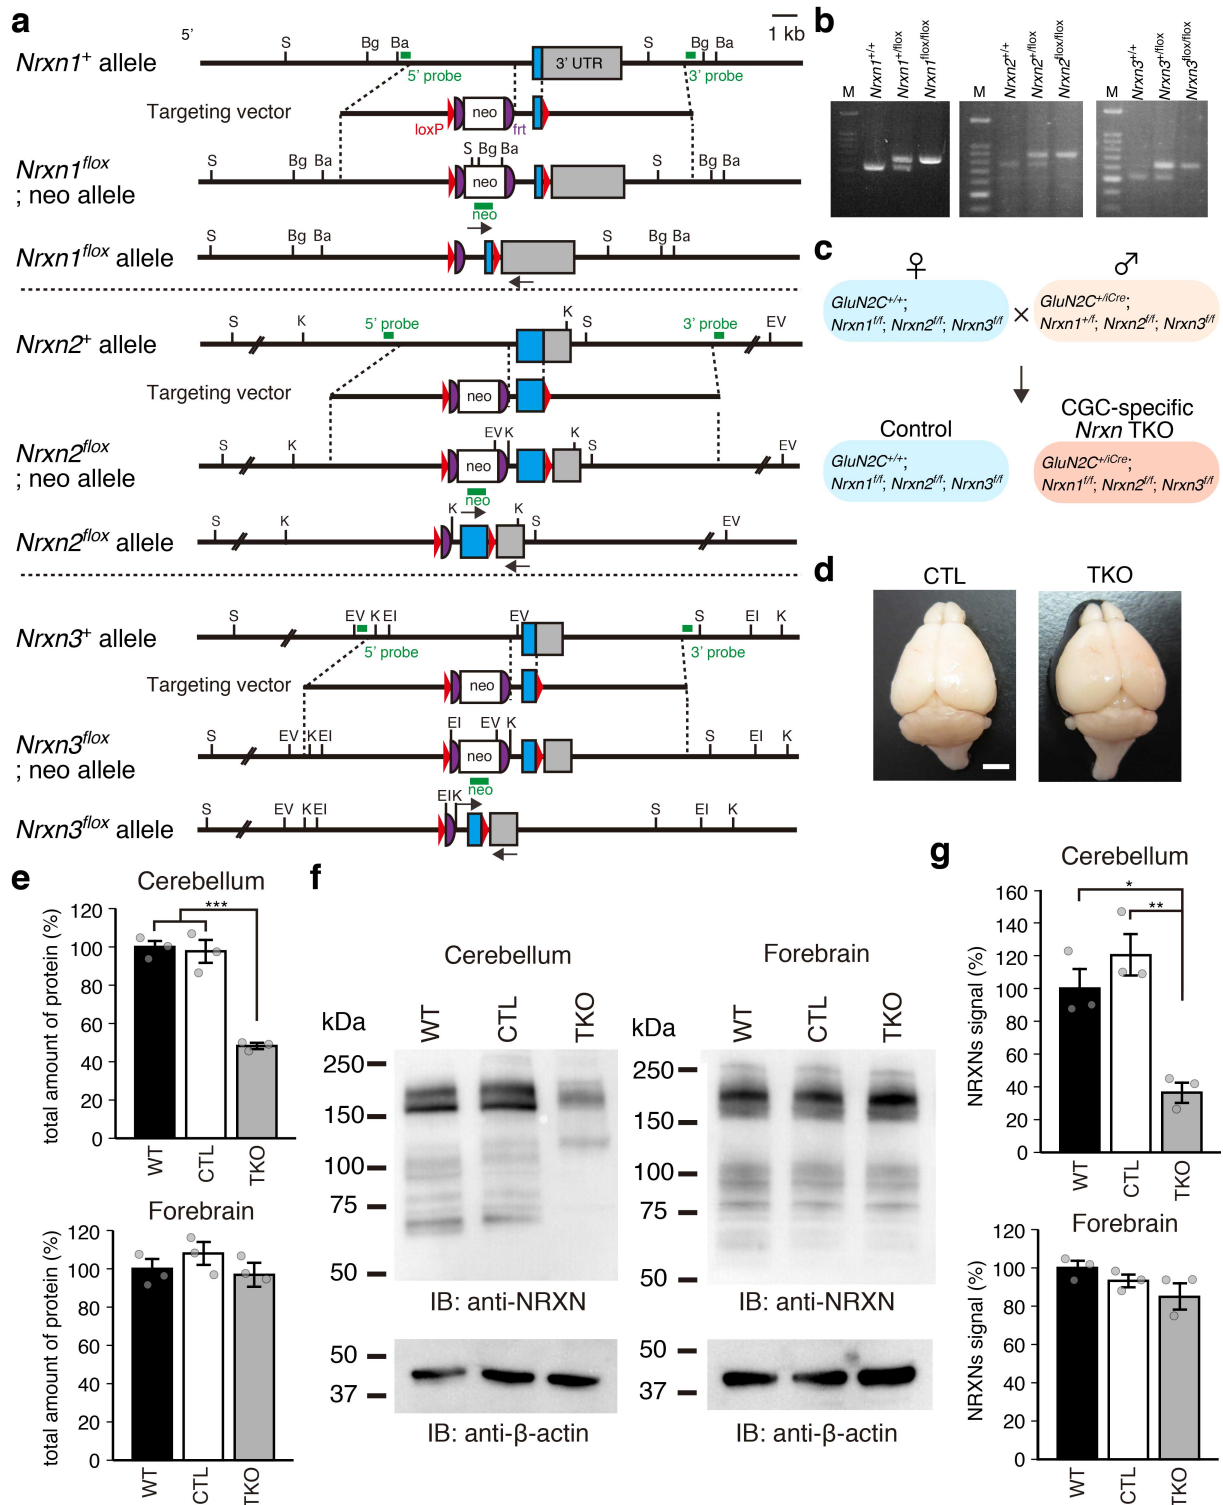 a
5’
1 kb
S Bg Ba S Bg Ba
Nrxn1+ allele
3’ UTR
5’ probe
3’ probe
Targeting vector
neo
loxP
frt
S Bg Ba
S Bg Ba S Bg Ba
Nrxn1flox
; neo allele
neo
neo
S Bg Ba S Bg Ba
Nrxn1flox allele
S K 5’ probe K S 3’ probe EV
Nrxn2+ allele
Targeting vector
neo
EV K
S K K S EV
Nrxn2flox
; neo allele
neo
neo
K
S K K S EV
Nrxn2flox allele
S EV K EI EV S EI K
Nrxn3+ allele
5’ probe
3’ probe
Targeting vector
neo
EI EV K
S EV K EI S EI K
Nrxn3flox
; neo allele
neo
neo
EI K
S EV K EI S EI K
Nrxn3flox allele
b
M Nrxn1+/+ Nrxn1+/flox Nrxn1flox/flox
M Nrxn2+/+ Nrxn2+/flox Nrxn2flox/flox
M Nrxn3+/+ Nrxn3+/flox Nrxn3flox/flox
c
♀ ♂
GluN2C+/+;
Nrxn1f/f; Nrxn2f/f; Nrxn3f/f
×
GluN2C+/iCre;
Nrxn1+/f; Nrxn2f/f; Nrxn3f/f
Control
CGC-specific
Nrxn TKO
GluN2C+/+;
Nrxn1f/f; Nrxn2f/f; Nrxn3f/f
GluN2C+/iCre;
Nrxn1f/f; Nrxn2f/f; Nrxn3f/f
d
CTL TKO
e
Cerebellum
total amount of protein (%)
120
100
80
60
40
20
0
***
WT CTL TKO
Forebrain
total amount of protein (%)
120
100
80
60
40
20
0
WT CTL TKO
f
Cerebellum
kDa
WT CTL TKO
250
150
100
75
50
IB: anti-NRXN
50
37
IB: anti-β-actin
Forebrain
kDa
WT CTL TKO
250
150
100
75
50
IB: anti-NRXN
50
37
IB: anti-β-actin
g
Cerebellum
NRXNs signal (%)
160
140
120
100
80
60
40
20
0
*
**
WT CTL TKO
Forebrain
NRXNs signal (%)
120
100
80
60
40
20
0
WT CTL TKO